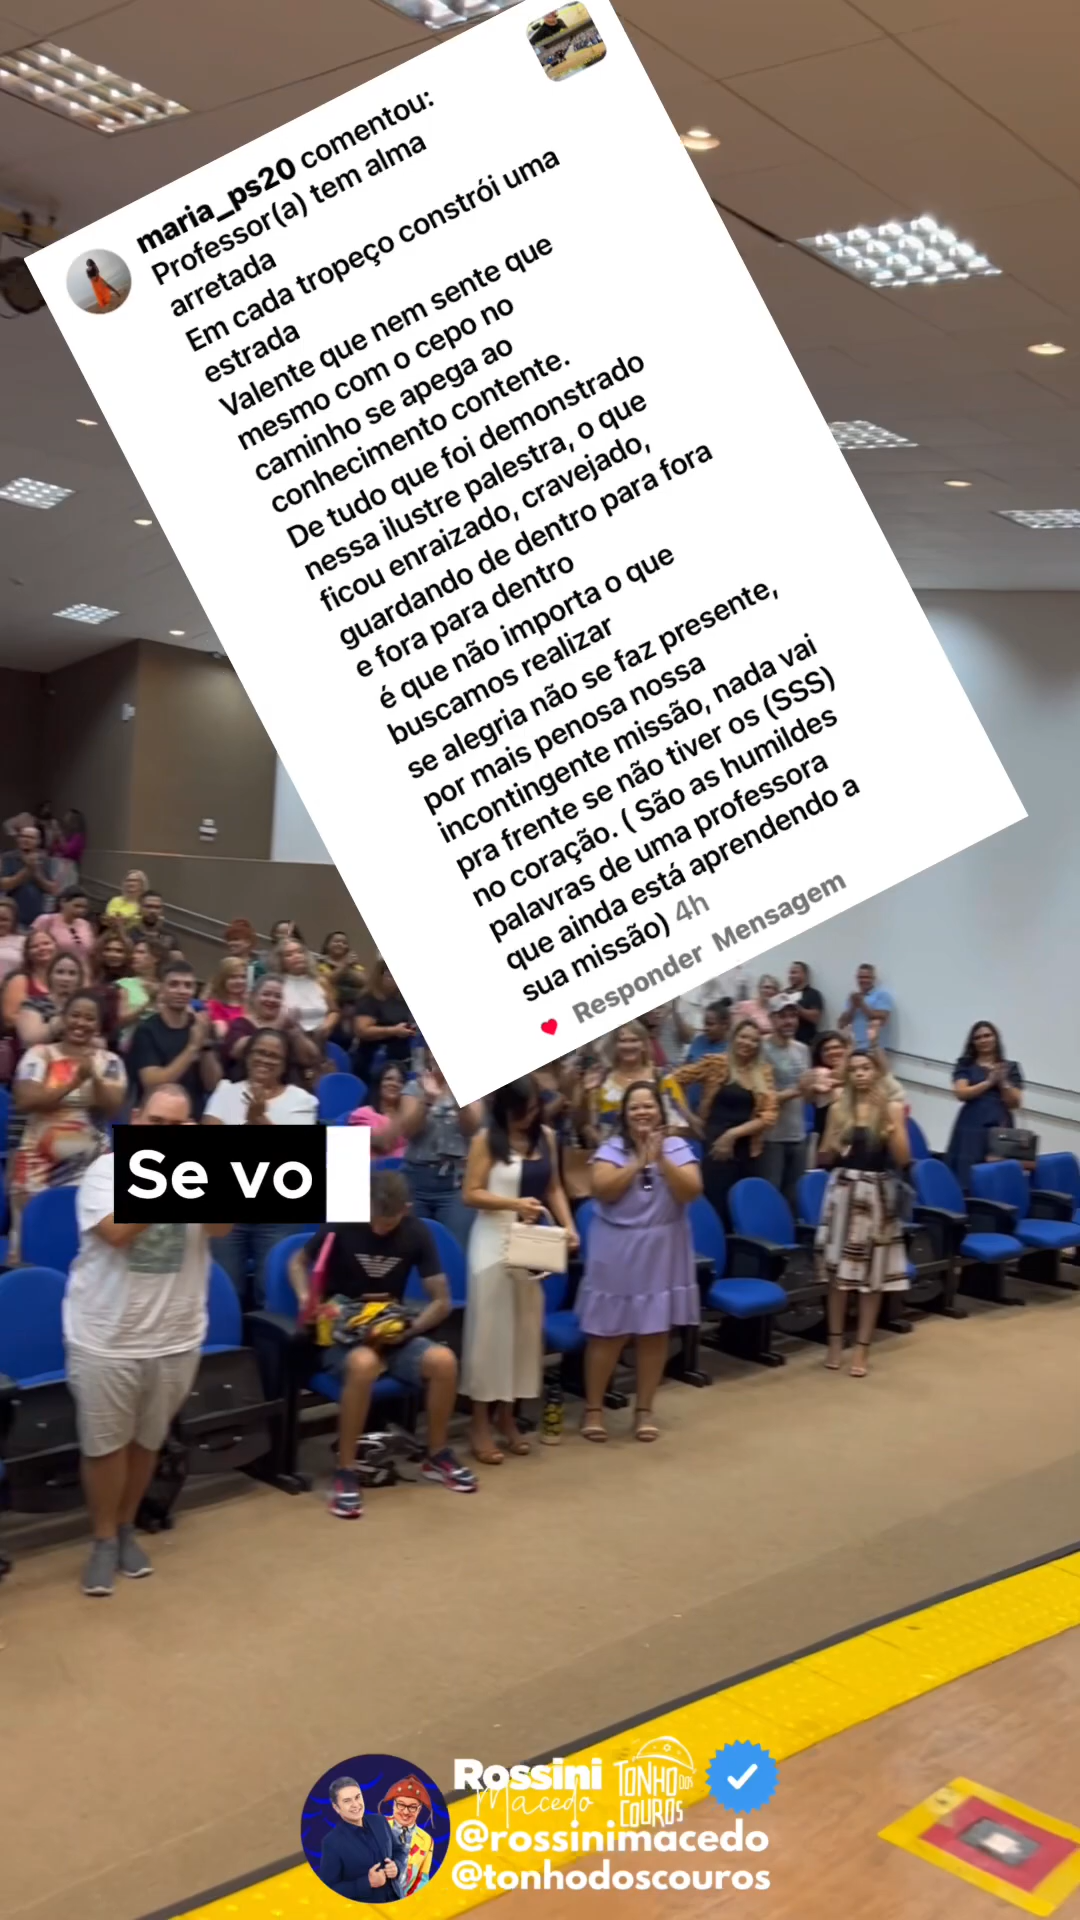 maria_ps20 comentou:
Professor(a) tem alma
arretada
Em cada tropeço constrói uma
estrada
Valente que nem sente que
mesmo com o cepo no
caminho se apega ao
conhecimento contente.
De tudo que foi demonstrado
nessa ilustre palestra, o que
ficou enraizado, cravejado,
guardando de dentro para fora
e fora para dentro
é que não importa o que
buscamos realizar
se alegria não se faz presente,
por mais penosa nossa
incontingente missão, nada vai
pra frente se não tiver os (SSS)
no coração. ( São as humildes
palavras de uma professora
que ainda está aprendendo a
sua missão) 4h
Responder Mensagem
Se vo
Rossini
Macedo
TONHO DOS
COUROS
@rossinimacedo
@tonhodoscouros